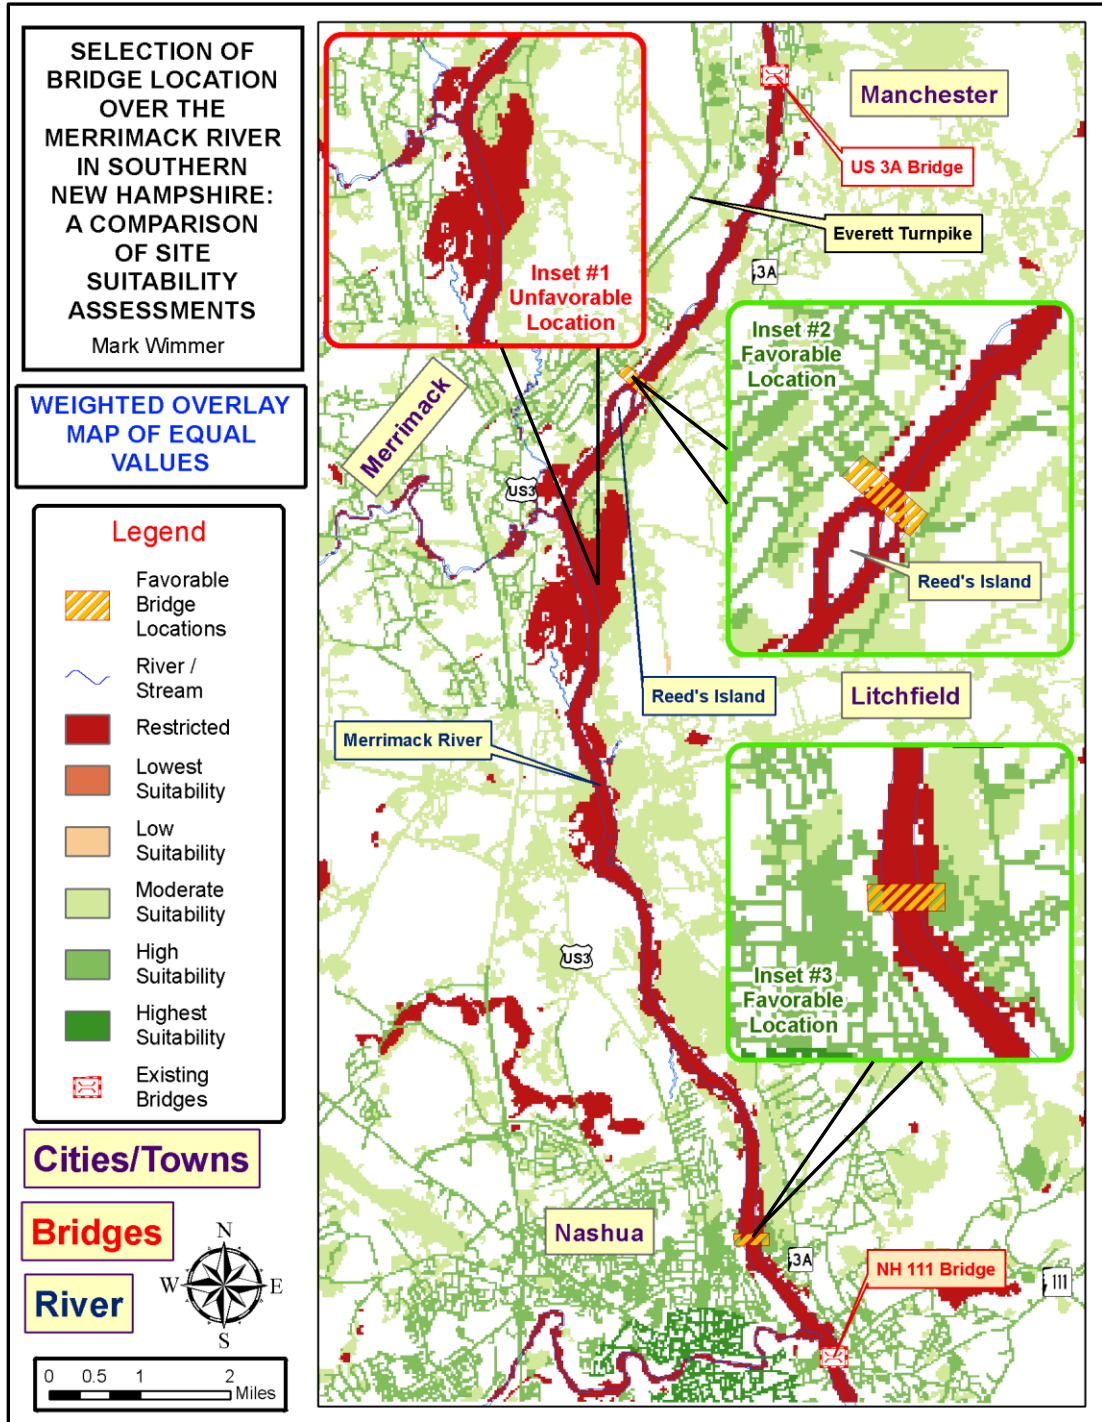 SELECTION OF
BRIDGE LOCATION
OVER THE
MERRIMACK RIVER
IN SOUTHERN
NEW HAMPSHIRE:
A COMPARISON
OF SITE
SUITABILITY
ASSESSMENTS
Mark Wimmer
WEIGHTED OVERLAY
MAP OF EQUAL
VALUES
Legend
Favorable
Bridge
Locations
River /
Stream
Restricted
Lowest
Suitability
Low
Suitability
Moderate
Suitability
High
Suitability
Highest
Suitability
Existing
Bridges
Cities/Towns
Bridges
River
N
W
E
S
0 0.5 1 2
Miles
Inset #1
Unfavorable
Location
Manchester
US 3A Bridge
Everett Turnpike
3A
Inset #2
Favorable
Location
Reed's Island
Merrimack
US3
Reed's Island
Litchfield
Merrimack River
Inset #3
Favorable
Location
US3
Nashua
3A
NH 111 Bridge
111